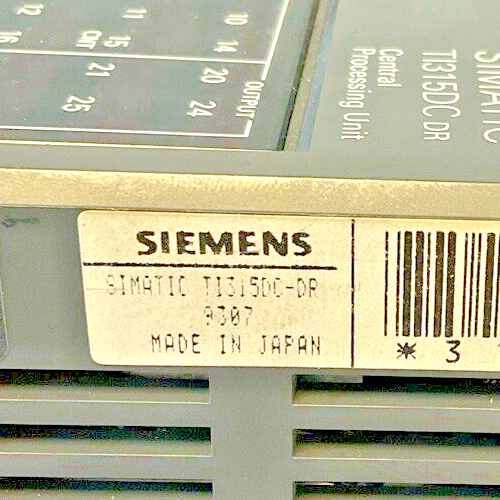 12
16
10
11 14
15
CNT
20
21 24
25
OUTPUT
SIMATIC
TI315DC DR
Central
Processing Unit
SIEMENS
SIMATIC TI315DC-DR
9307
MADE IN JAPAN
* 3